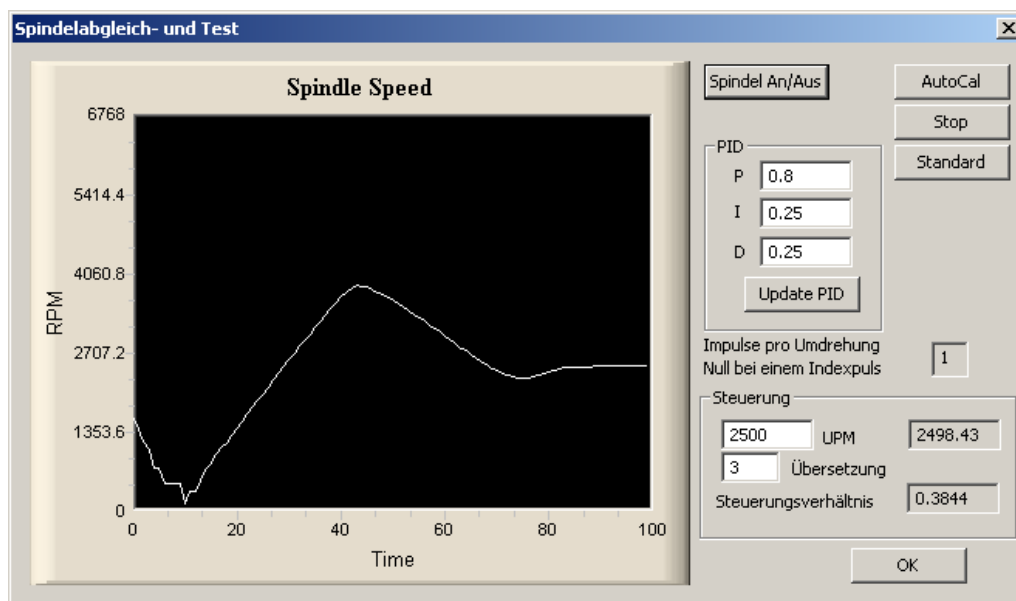 Spindelabgleich- und Test
Spindle Speed
6768
5414.4
4060.8
2707.2
1353.6
0
RPM
0 20 40 60 80 100
Time
Spindel An/Aus
AutoCal
Stop
Standard
PID
P 0.8
I 0.25
D 0.25
Update PID
Impulse pro Umdrehung
Null bei einem Indexpuls
1
Steuerung
2500 UPM 2498.43
3 Übersetzung
Steuerungsverhältnis 0.3844
OK